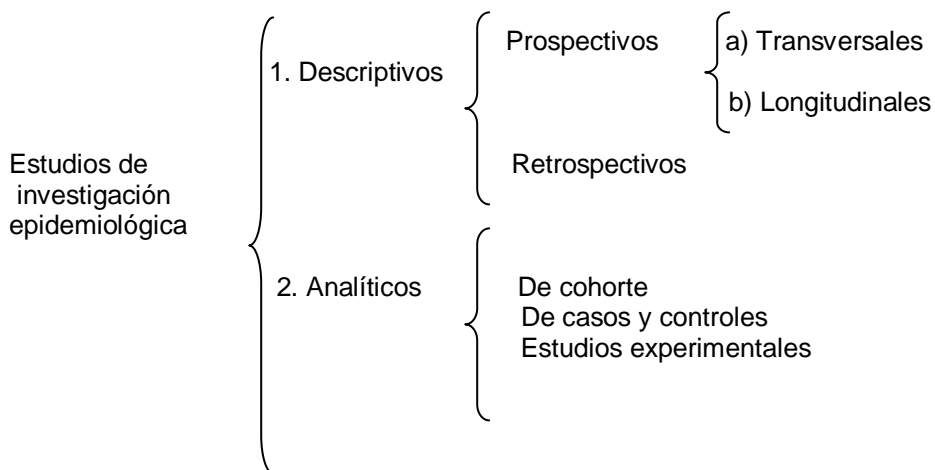 Estudios de
investigación
epidemiológica
1. Descriptivos
Prospectivos
a) Transversales
b) Longitudinales
Retrospectivos
2. Analíticos
De cohorte
De casos y controles
Estudios experimentales